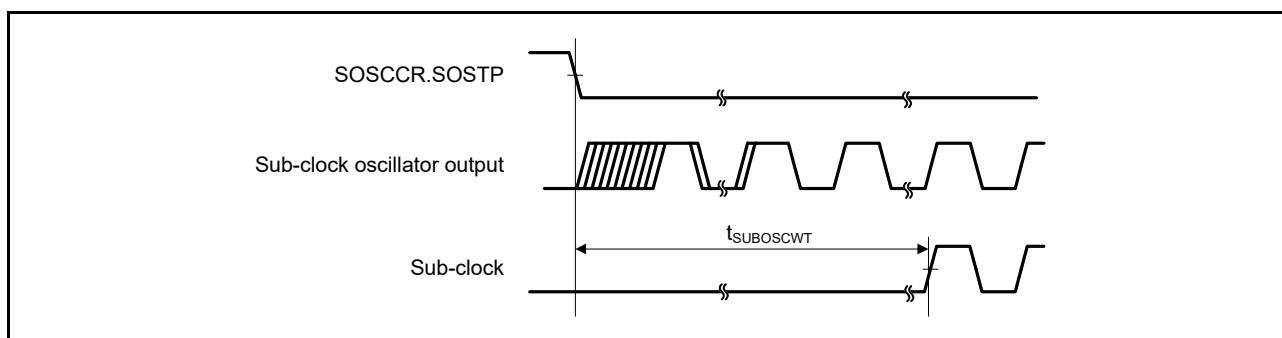 SOSCCR.SOSTP
Sub-clock oscillator output
tSUBOSCWT
Sub-clock